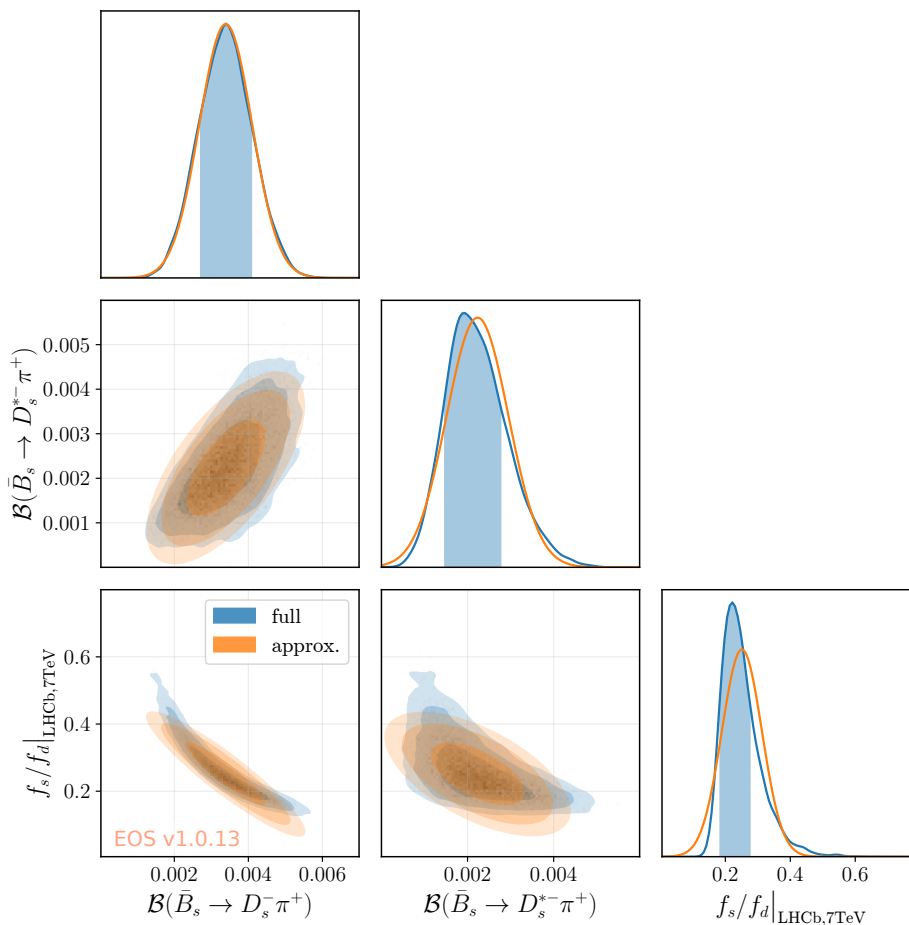 0.005
0.004
0.003
0.002
0.001
𝓑(B̄ₛ → Dₛ*⁻π⁺)
full
approx.
0.6
0.4
0.2
fₛ/f_d|LHCb,7TeV
EOS v1.0.13
0.002 0.004 0.006
0.002 0.004
0.2 0.4 0.6
𝓑(B̄ₛ → Dₛ⁻π⁺)
𝓑(B̄ₛ → Dₛ*⁻π⁺)
fₛ/f_d|LHCb,7TeV